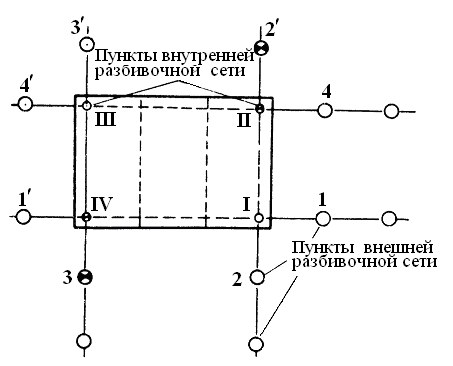 3′
2′
Пункты внутренней
разбивочной сети
4′
4
III
II
1′
IV
I
1
Пункты внешней
разбивочной сети
3
2